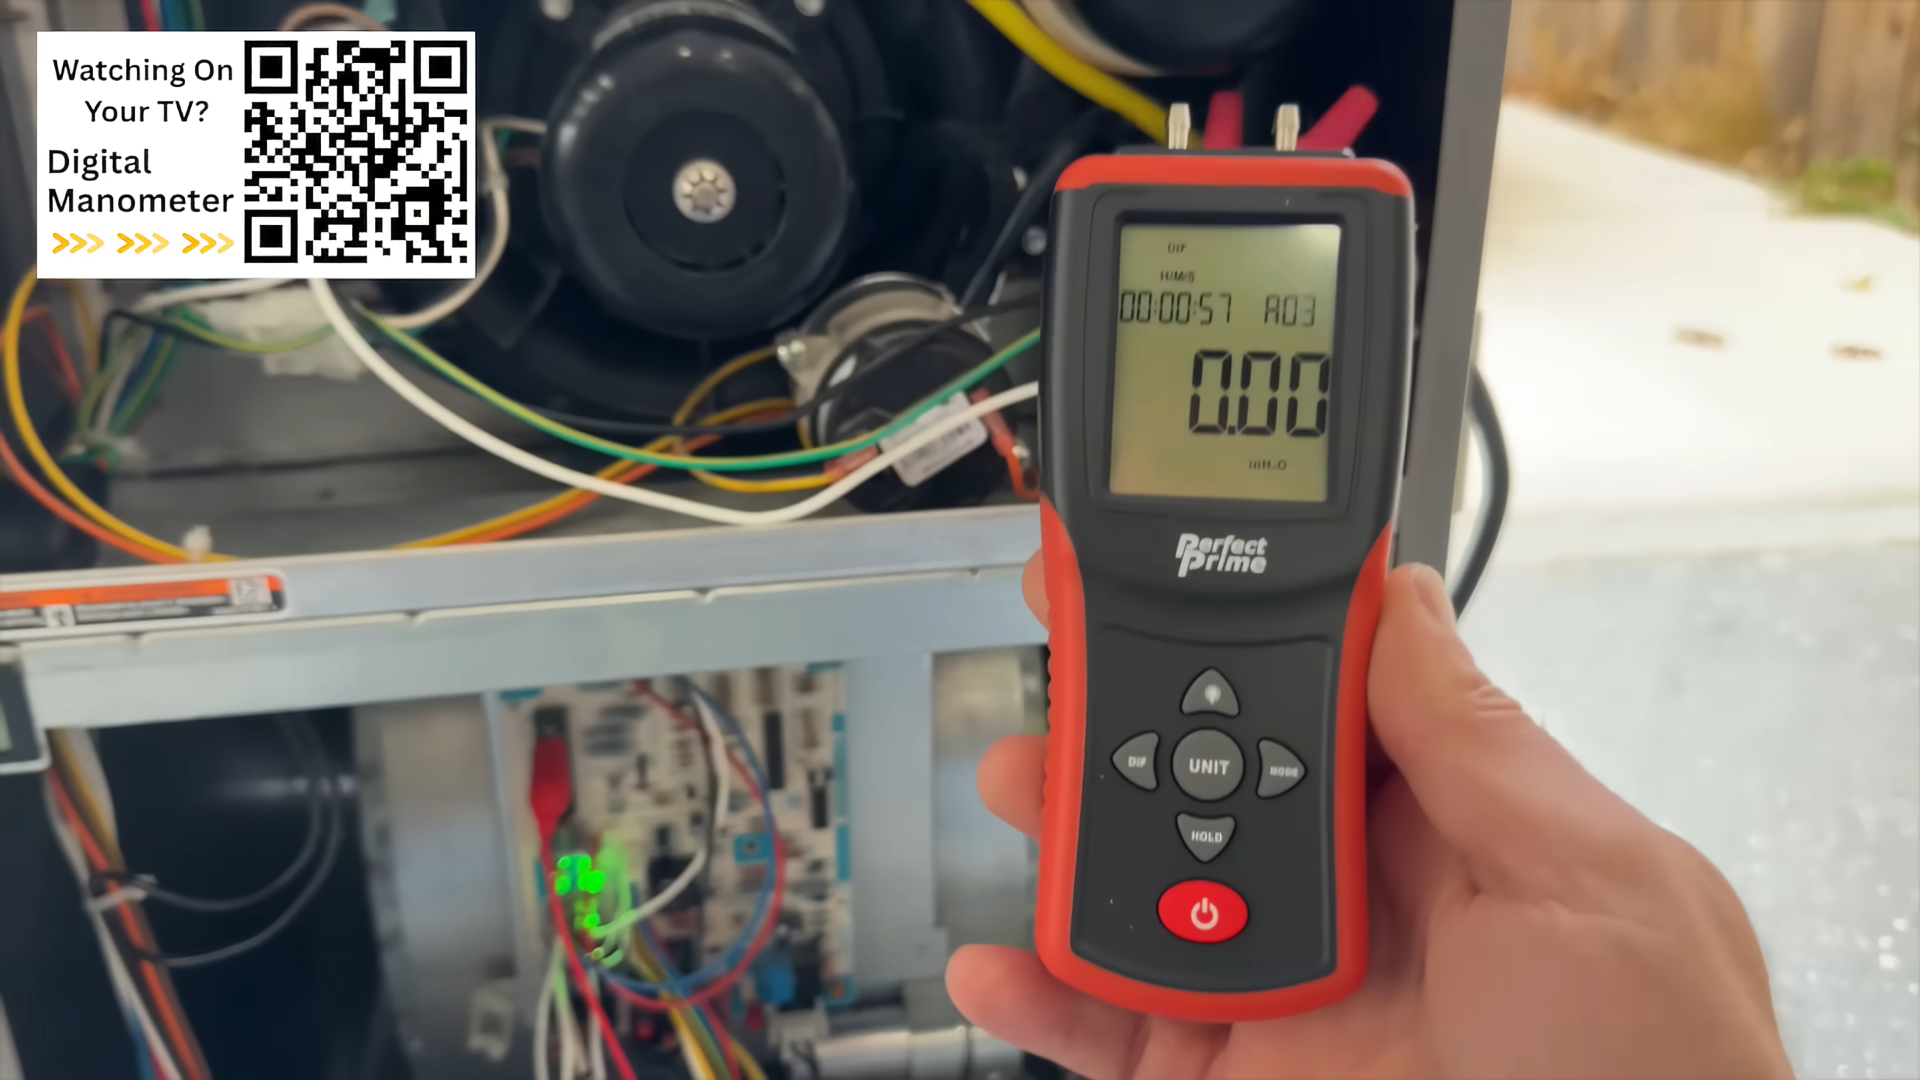 Watching On
Your TV?
Digital
Manometer
DIF
H/M/S
00:00:57 A03
0.00
inH₂O
Perfect
Prime
DIF
UNIT
MODE
HOLD